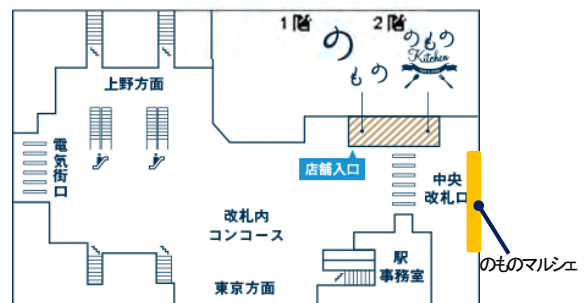 1階
2階
のもの
のもの
Kitchen
上野方面
電気街口
店舗入口
中央
改札口
改札内
コンコース
駅
事務室
東京方面
のものマルシェ